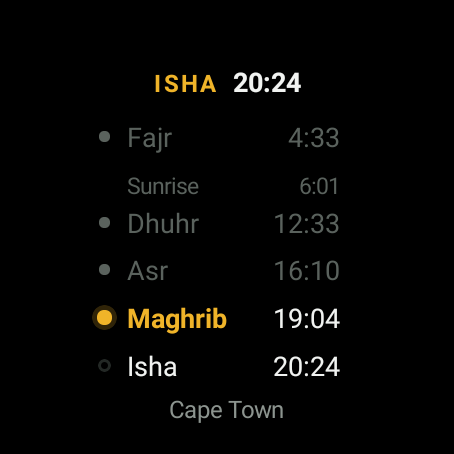 ISHA 20:24
Fajr 4:33
Sunrise 6:01
Dhuhr 12:33
Asr 16:10
Maghrib 19:04
Isha 20:24
Cape Town